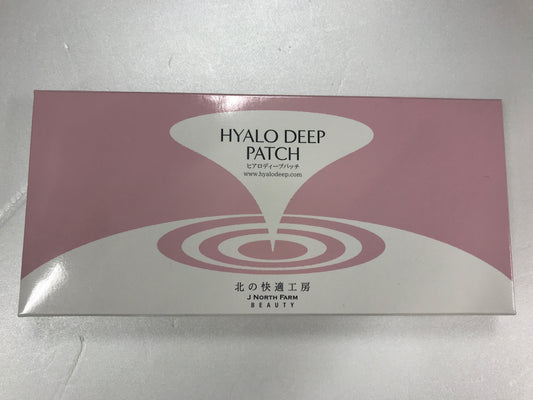 HYALO DEEP
PATCH
ヒアロディープパッチ
www.hyalodeep.com
北の快適工房
J NORTH FARM
BEAUTY